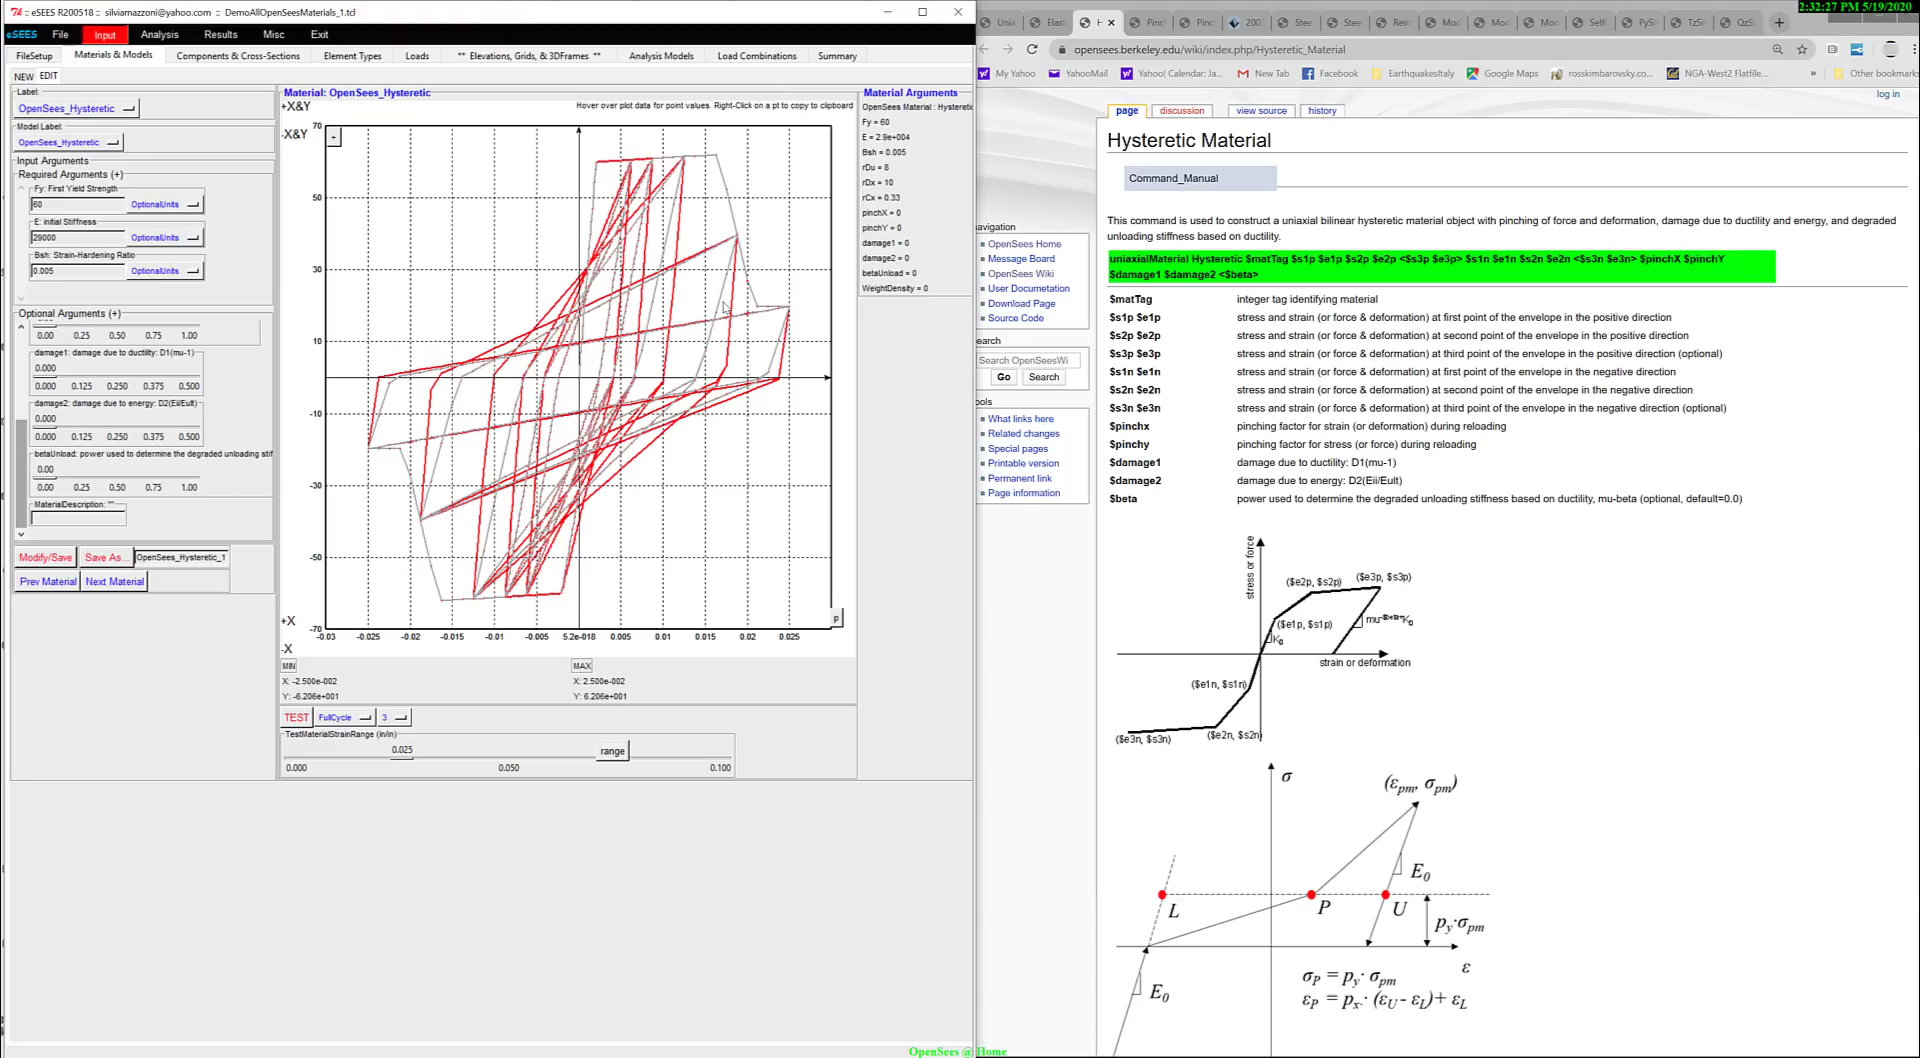 eSEES R200518 :: silviamazzoni@yahoo.com :: DemoAllOpenSeesMaterials_1.tcl
eSEES File Input Analysis Results Misc Exit
FileSetup Materials & Models Components & Cross-Sections Element Types Loads ** Elevations, Grids, & 3DFrames ** Analysis Models Load Combinations Summary
NEW EDIT
Label:
OpenSees_Hysteretic
Model Label:
OpenSees_Hysteretic
Input Arguments
Required Arguments (+)
Fy: First Yield Strength
60 OptionalUnits
E: initial Stiffness
29000 OptionalUnits
Bsh: Strain-Hardening Ratio
0.005 OptionalUnits
Optional Arguments (+)
0.00 0.25 0.50 0.75 1.00
damage1: damage due to ductility: D1(mu-1)
0.000
0.000 0.125 0.250 0.375 0.500
damage2: damage due to energy: D2(Eii/Eult)
0.000
0.000 0.125 0.250 0.375 0.500
betaUnload: power used to determine the degraded unloading stif
0.00
0.00 0.25 0.50 0.75 1.00
MaterialDescription: ""
Modify/Save Save As... OpenSees_Hysteretic_1
Prev Material Next Material
Material: OpenSees_Hysteretic
+X&Y
-X&Y
Hover over plot data for point values. Right-Click on a pt to copy to clipboard
70
50
30
10
-10
-30
-50
-70
+X
-X
p
-0.03 -0.025 -0.02 -0.015 -0.01 -0.005 5.2e-018 0.005 0.01 0.015 0.02 0.025
MIN MAX
X: -2.500e-002 X: 2.500e-002
Y: -6.206e+001 Y: 6.206e+001
TEST FullCycle 3
TestMaterialStrainRange (in/in)
0.025 range
0.000 0.050 0.100
Material Arguments
OpenSees Material : Hystereti
Fy = 60
E = 2.9e+004
Bsh = 0.005
rDu = 8
rDx = 10
rCx = 0.33
pinchX = 0
pinchY = 0
damage1 = 0
damage2 = 0
betaUnload = 0
WeightDensity = 0
2:32:27 PM 5/19/2020
opensees.berkeley.edu/wiki/index.php/Hysteretic_Material
My Yahoo YahooMail Yahoo! Calendar: Ja... New Tab Facebook EarthquakesItaly Google Maps rosskimbarovsky.co... NGA-West2 Flatfile... » Other bookmarks
log in
page discussion view source history
Hysteretic Material
Command_Manual
This command is used to construct a uniaxial bilinear hysteretic material object with pinching of force and deformation, damage due to ductility and energy, and degraded
unloading stiffness based on ductility.
uniaxialMaterial Hysteretic $matTag $s1p $e1p $s2p $e2p <$s3p $e3p> $s1n $e1n $s2n $e2n <$s3n $e3n> $pinchX $pinchY
$damage1 $damage2 <$beta>
$matTag integer tag identifying material
$s1p $e1p stress and strain (or force & deformation) at first point of the envelope in the positive direction
$s2p $e2p stress and strain (or force & deformation) at second point of the envelope in the positive direction
$s3p $e3p stress and strain (or force & deformation) at third point of the envelope in the positive direction (optional)
$s1n $e1n stress and strain (or force & deformation) at first point of the envelope in the negative direction
$s2n $e2n stress and strain (or force & deformation) at second point of the envelope in the negative direction
$s3n $e3n stress and strain (or force & deformation) at third point of the envelope in the negative direction (optional)
$pinchx pinching factor for strain (or deformation) during reloading
$pinchy pinching factor for stress (or force) during reloading
$damage1 damage due to ductility: D1(mu-1)
$damage2 damage due to energy: D2(Eii/Eult)
$beta power used to determine the degraded unloading stiffness based on ductility, mu-beta (optional, default=0.0)
avigation
OpenSees Home
Message Board
OpenSees Wiki
User Documetation
Download Page
Source Code
earch
Search OpenSeesWi
Go Search
ools
What links here
Related changes
Special pages
Printable version
Permanent link
Page information
stress or force
($e2p, $s2p) ($e3p, $s3p)
($e1p, $s1p)
strain or deformation
($e1n, $s1n)
($e3n, $s3n) ($e2n, $s2n)
σ
(εpm, σpm)
E0
L P U
py·σpm
ε
E0
σP = py· σpm
εP = px· (εU - εL)+ εL
OpenSees @ Home